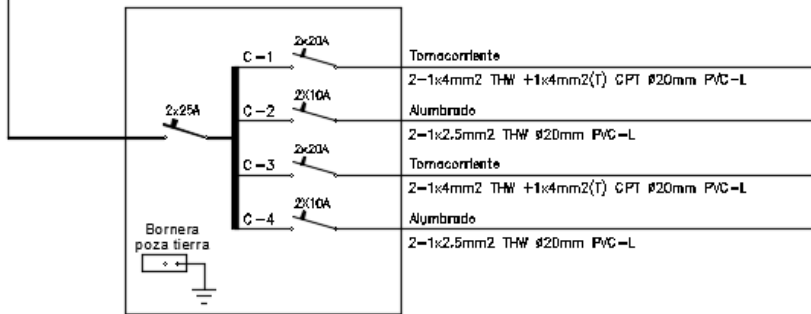 2x20A
C-1
Tomacorriente
2-1x4mm2 THW +1x4mm2(T) CPT Ø20mm PVC-L
2X10A
2x25A
C-2
Alumbrado
2-1x2.5mm2 THW Ø20mm PVC-L
2x20A
C-3
Tomacorriente
2-1x4mm2 THW +1x4mm2(T) CPT Ø20mm PVC-L
2X10A
C-4
Alumbrado
2-1x2.5mm2 THW Ø20mm PVC-L
Bornera
poza tierra